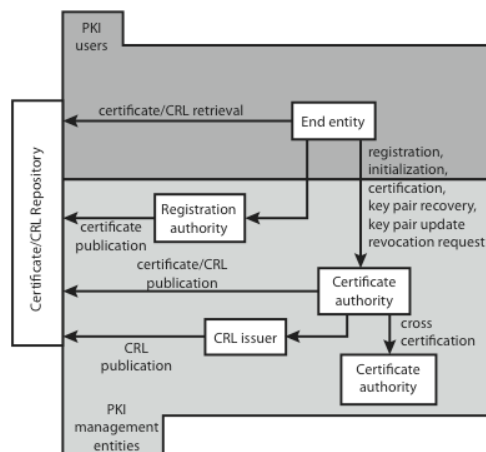 PKI
users
certificate/CRL retrieval
End entity
Certificate/CRL Repository
registration,
initialization,
certification,
key pair recovery,
key pair update
revocation request
Registration
authority
certificate
publication
certificate/CRL
publication
Certificate
authority
CRL issuer
CRL
publication
cross
certification
Certificate
authority
PKI
management
entities